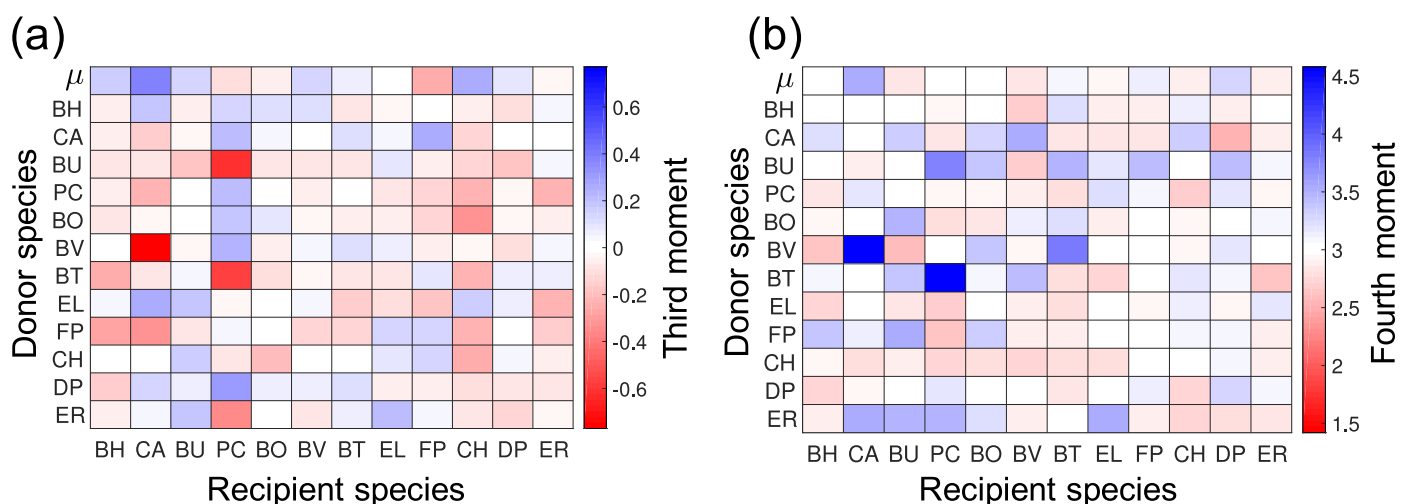 (a)
μ
BH
CA
BU
PC
BO
BV
BT
EL
FP
CH
DP
ER
Donor species
BH CA BU PC BO BV BT EL FP CH DP ER
Recipient species
0.6
0.4
0.2
0
-0.2
-0.4
-0.6
Third moment
(b)
μ
BH
CA
BU
PC
BO
BV
BT
EL
FP
CH
DP
ER
Donor species
BH CA BU PC BO BV BT EL FP CH DP ER
Recipient species
4.5
4
3.5
3
2.5
2
1.5
Fourth moment